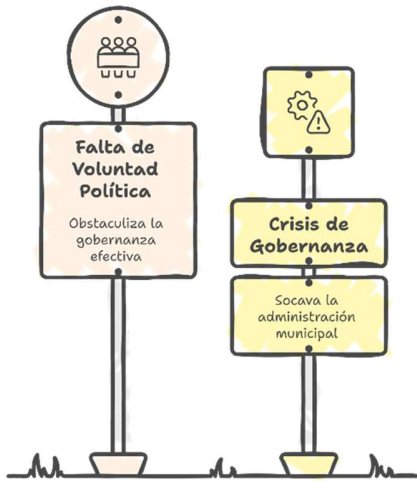 Falta de
Voluntad
Política
Obstaculiza la
gobernanza
efectiva
Crisis de
Gobernanza
Socava la
administración
municipal